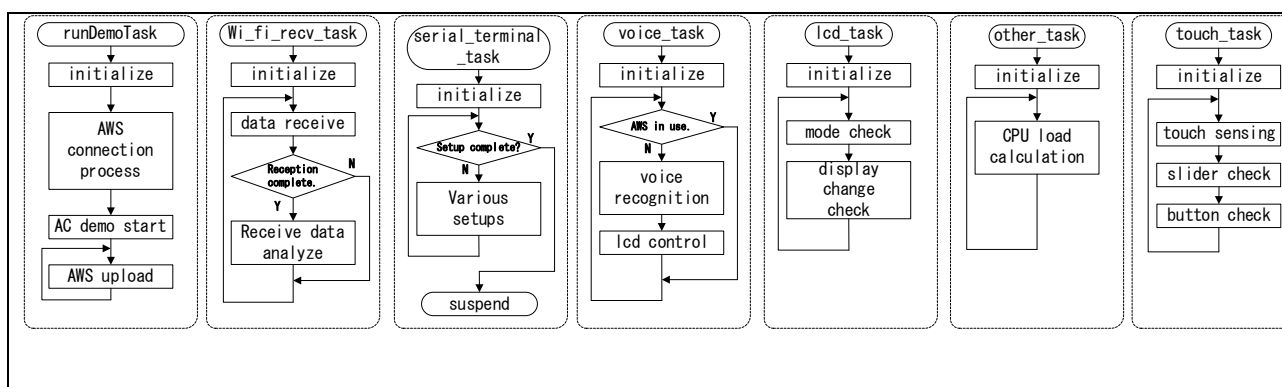 runDemoTask
initialize
AWS
connection
process
AC demo start
AWS upload
Wi_fi_recv_task
initialize
data receive
Reception
complete.
N
Y
Receive data
analyze
serial_terminal
_task
initialize
Setup complete?
Y
N
Various
setups
suspend
voice_task
initialize
AWS in use.
Y
N
voice
recognition
lcd control
lcd_task
initialize
mode check
display
change
check
other_task
initialize
CPU load
calculation
touch_task
initialize
touch sensing
slider check
button check